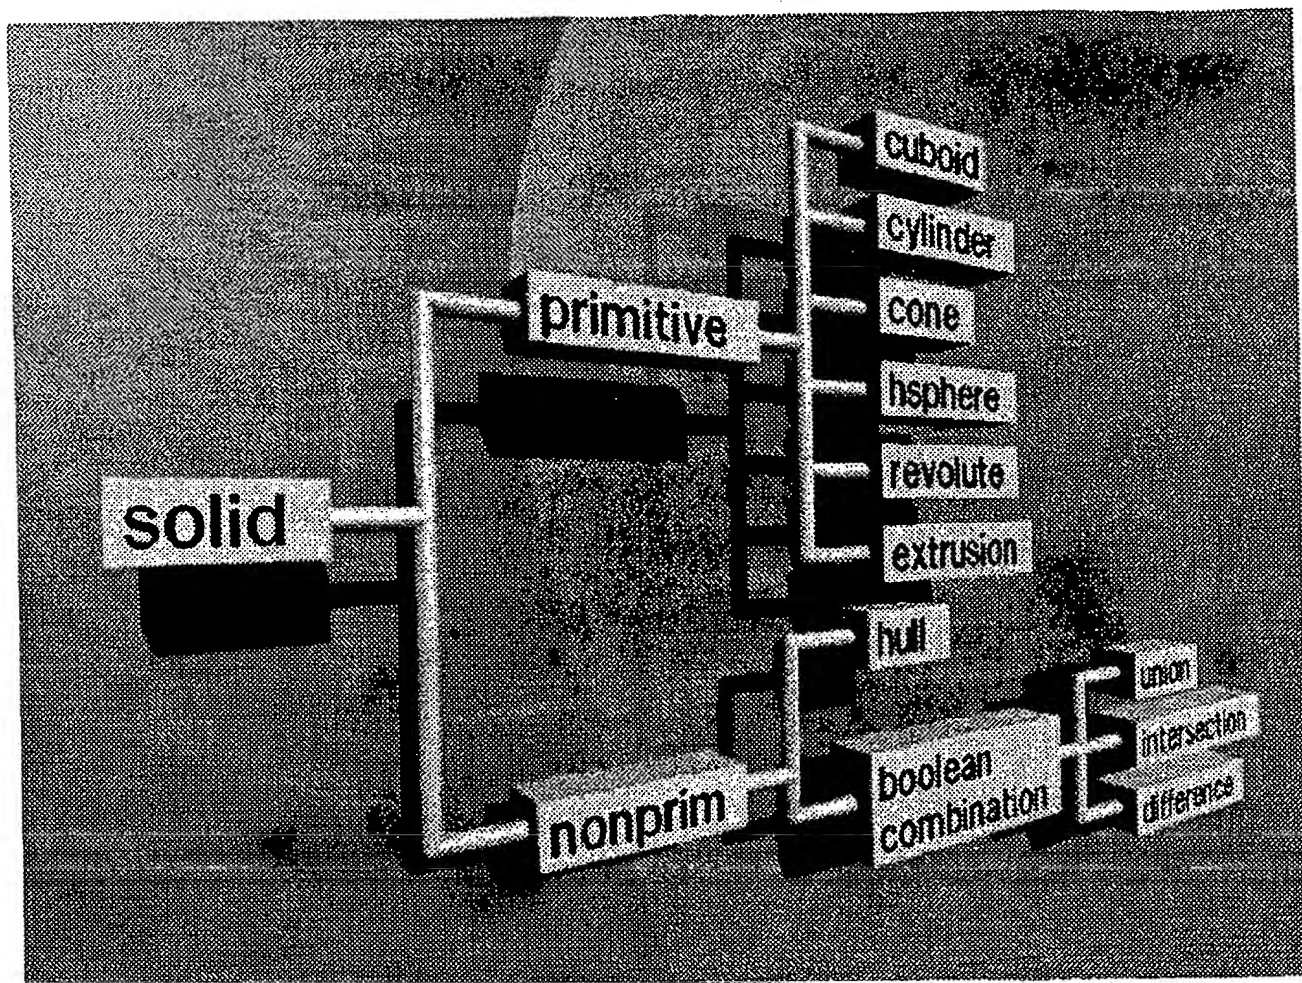 solid
primitive
cuboid
cylinder
cone
hsphere
revolute
extrusion
nonprim
hull
boolean
combination
union
intersection
difference